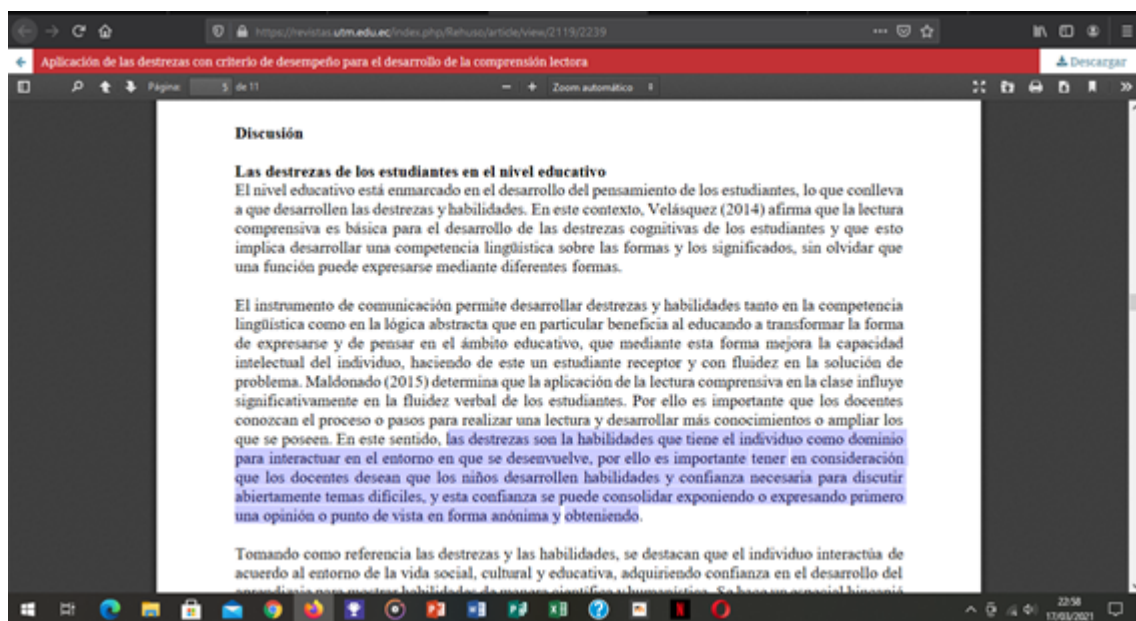 https://revistas.utm.edu.ec/index.php/Rehuso/article/view/2119/2239
Aplicación de las destrezas con criterio de desempeño para el desarrollo de la comprensión lectora
Descargar
Página: 5 de 11
Zoom automático
Discusión
Las destrezas de los estudiantes en el nivel educativo
El nivel educativo está enmarcado en el desarrollo del pensamiento de los estudiantes, lo que conlleva
a que desarrollen las destrezas y habilidades. En este contexto, Velásquez (2014) afirma que la lectura
comprensiva es básica para el desarrollo de las destrezas cognitivas de los estudiantes y que esto
implica desarrollar una competencia lingüística sobre las formas y los significados, sin olvidar que
una función puede expresarse mediante diferentes formas.
El instrumento de comunicación permite desarrollar destrezas y habilidades tanto en la competencia
lingüística como en la lógica abstracta que en particular beneficia al educando a transformar la forma
de expresarse y de pensar en el ámbito educativo, que mediante esta forma mejora la capacidad
intelectual del individuo, haciendo de este un estudiante receptor y con fluidez en la solución de
problema. Maldonado (2015) determina que la aplicación de la lectura comprensiva en la clase influye
significativamente en la fluidez verbal de los estudiantes. Por ello es importante que los docentes
conozcan el proceso o pasos para realizar una lectura y desarrollar más conocimientos o ampliar los
que se poseen. En este sentido, las destrezas son la habilidades que tiene el individuo como dominio
para interactuar en el entorno en que se desenvuelve, por ello es importante tener en consideración
que los docentes desean que los niños desarrollen habilidades y confianza necesaria para discutir
abiertamente temas difíciles, y esta confianza se puede consolidar exponiendo o expresando primero
una opinión o punto de vista en forma anónima y obteniendo.
Tomando como referencia las destrezas y las habilidades, se destacan que el individuo interactúa de
acuerdo al entorno de la vida social, cultural y educativa, adquiriendo confianza en el desarrollo del
22:58
17/03/2021